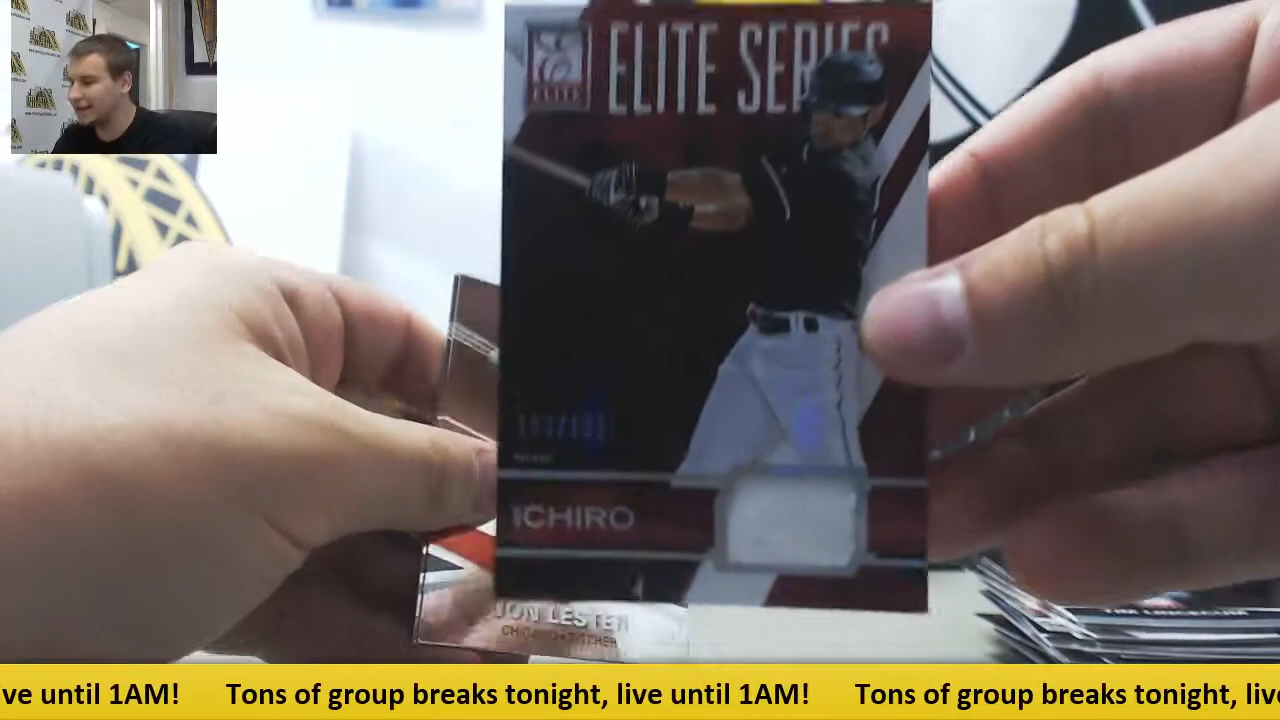 ELITE SERIES
ELITE
ICHIRO
JON LESTER
ve until 1AM! Tons of group breaks tonight, live until 1AM! Tons of group breaks tonight, live